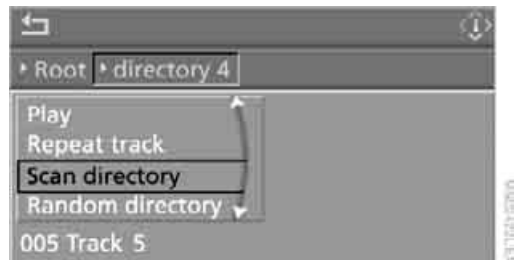 Root directory 4
Play
Repeat track
Scan directory
Random directory
005 Track 5